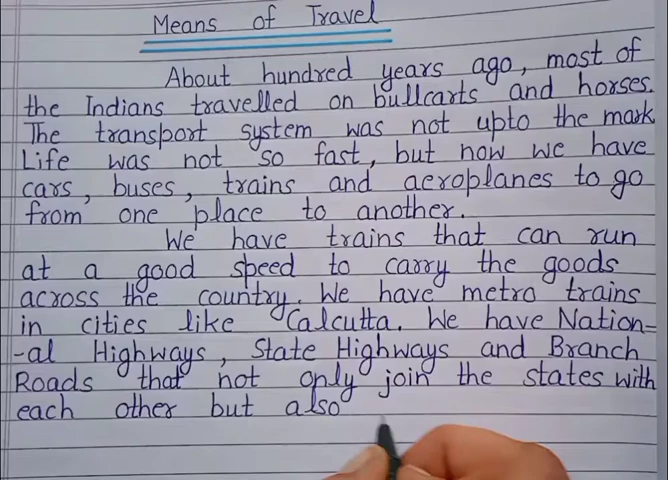 Means of Travel
About hundred years ago, most of
the Indians travelled on bullcarts and horses.
The transport system was not upto the mark.
Life was not so fast, but now we have
cars, buses, trains and aeroplanes to go
from one place to another.
We have trains that can run
at a good speed to carry the goods
across the country. We have metro trains
in cities like Calcutta. We have Nation-
-al Highways, State Highways and Branch
Roads that not only join the states with
each other but also